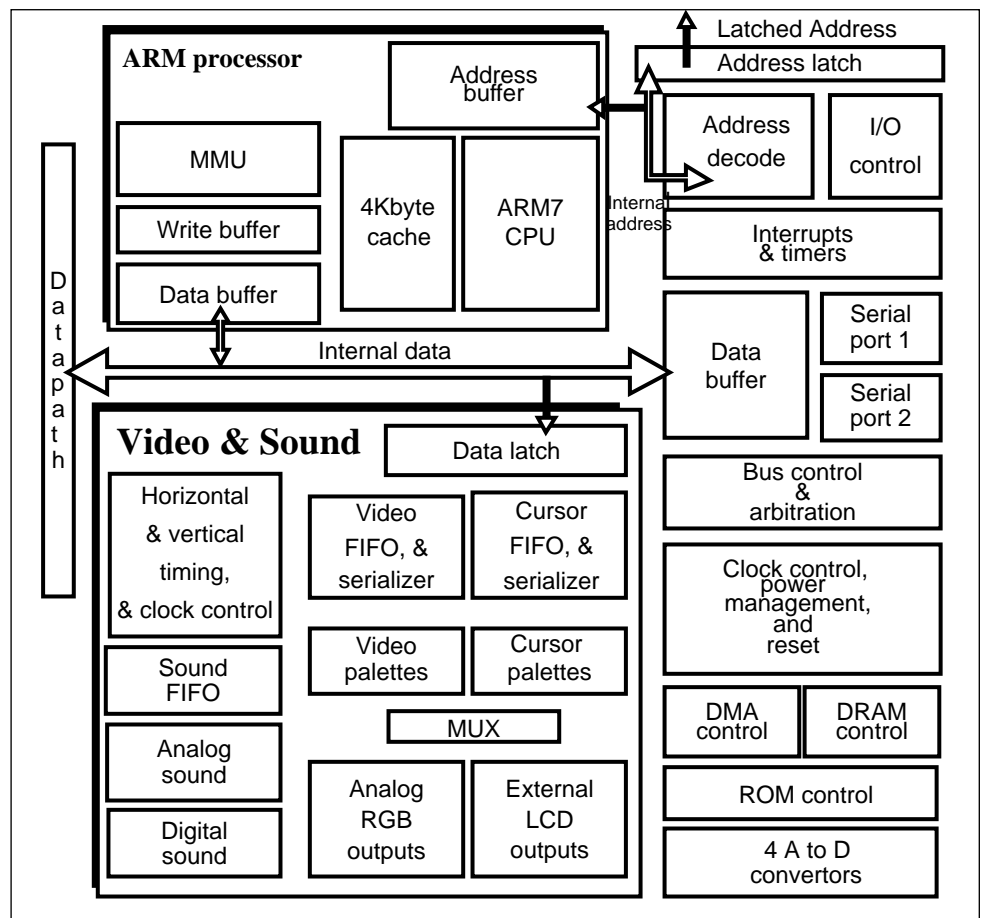 Latched Address
Address latch
ARM processor
Address
buffer
MMU
Write buffer
Data buffer
4Kbyte
cache
ARM7
CPU
Internal
address
Address
decode
I/O
control
Interrupts
& timers
Datapath
Internal data
Data
buffer
Serial
port 1
Serial
port 2
Video & Sound
Data latch
Horizontal
& vertical
timing,
& clock control
Video
FIFO, &
serializer
Cursor
FIFO, &
serializer
Sound
FIFO
Video
palettes
Cursor
palettes
MUX
Analog
sound
Digital
sound
Analog
RGB
outputs
External
LCD
outputs
Bus control
&
arbitration
Clock control,
power
management,
and
reset
DMA
control
DRAM
control
ROM control
4 A to D
convertors